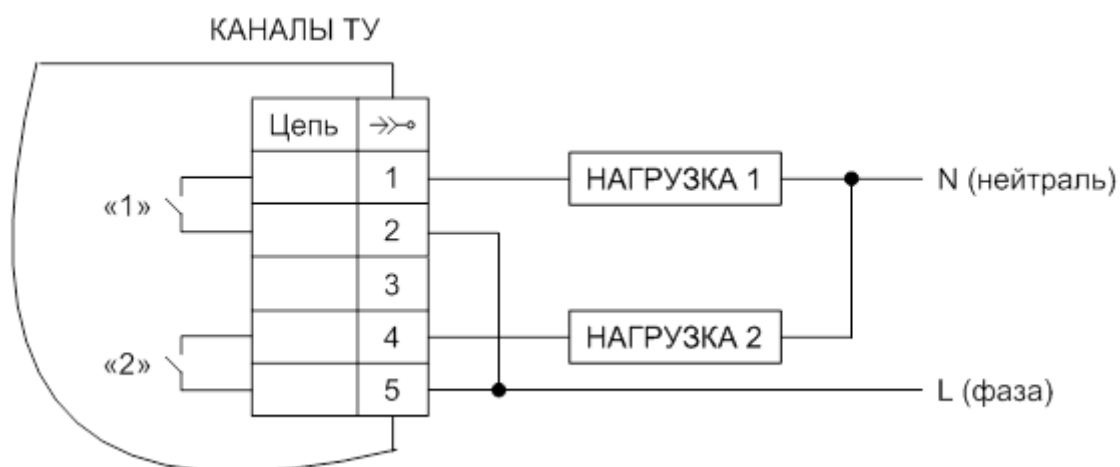 КАНАЛЫ ТУ
Цепь
1 НАГРУЗКА 1 N (нейтраль)
«1»
2
3
4 НАГРУЗКА 2
«2»
5 L (фаза)